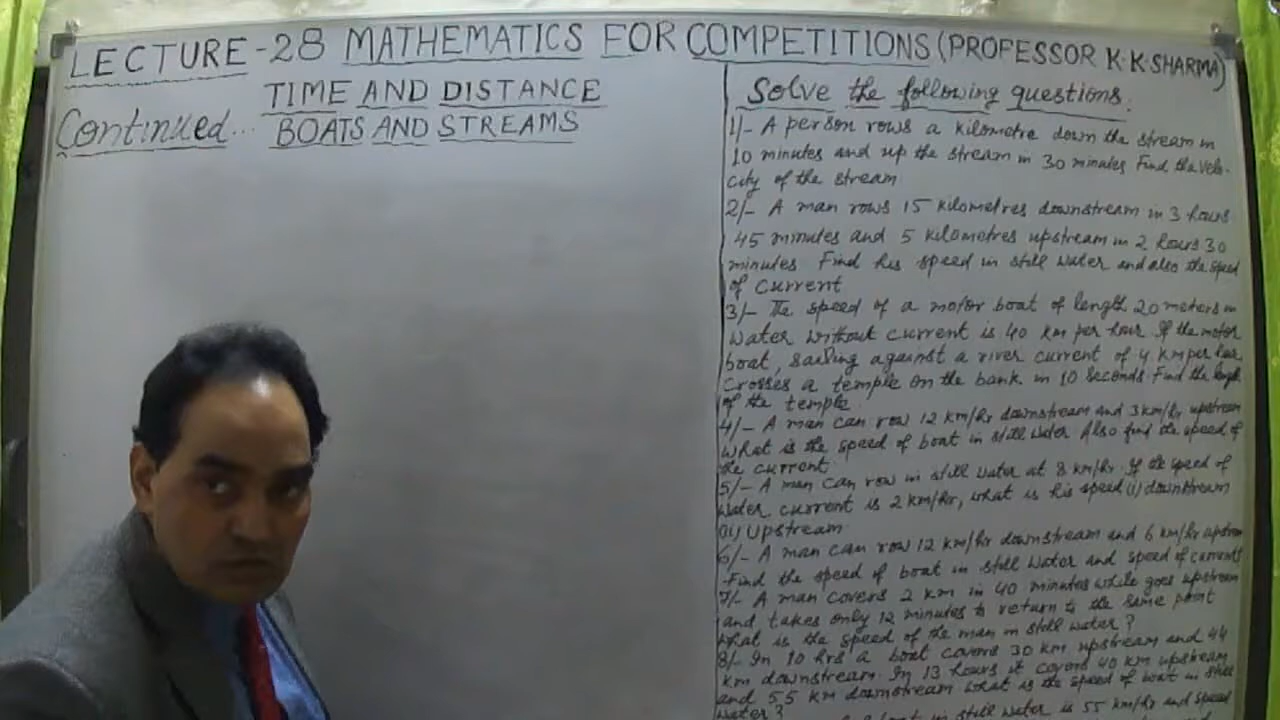 LECTURE-28 MATHEMATICS FOR COMPETITIONS (PROFESSOR K·K·SHARMA)
TIME AND DISTANCE
Continued... BOATS AND STREAMS
Solve the following questions.
1/- A person rows a kilometre down the stream in
10 minutes and up the stream in 30 minutes Find the velo-
city of the stream
2/- A man rows 15 kilometres downstream in 3 hours
45 minutes and 5 kilometres upstream in 2 hours 30
minutes Find his speed in still water and also the speed
of current
3/- The speed of a motor boat of length 20 meters in
water without current is 40 km per hour If the motor
boat, sailing against a river current of 4 km per hour
crosses a temple on the bank in 10 seconds Find the length
of the temple.
4/- A man can row 12 km/hr downstream and 3 km/hr upstream
What is the speed of boat in still water Also find the speed of
the current
5/- A man can row in still water at 8 km/hr. If the speed of
water current is 2 km/hr, what is his speed (i) downstream
(ii) Upstream
6/- A man can row 12 km/hr downstream and 6 km/hr upstream
Find the speed of boat in still water and speed of current
7/- A man covers 2 km in 40 minutes while goes upstream
and takes only 12 minutes to return to the same point
What is the speed of the man in still water?
8/- In 10 hrs a boat covers 30 km upstream and 44
km downstream. In 13 hours it covers 40 km upstream
and 55 km downstream what is the speed of boat in still
water?
boat in still water is 55 km/hr and speed